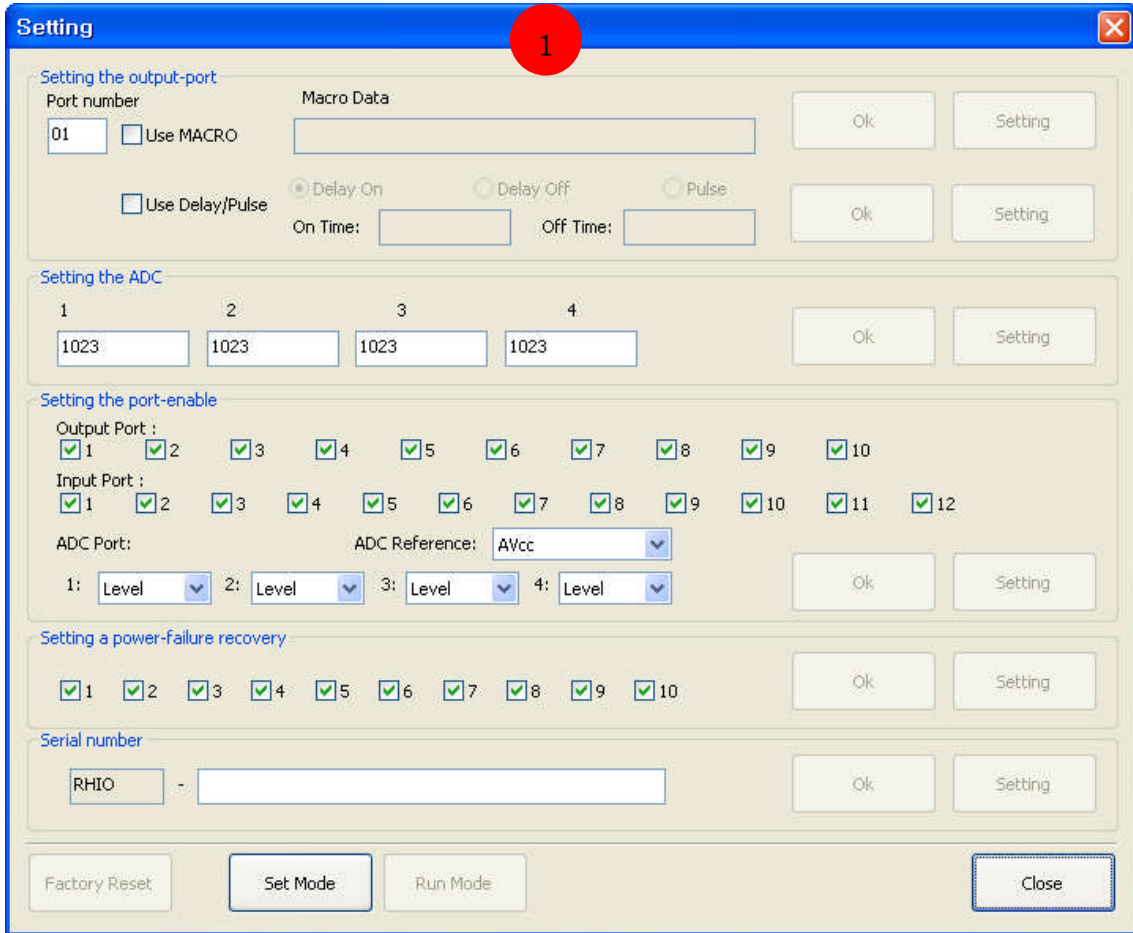 Setting
1
Setting the output-port
Port number Macro Data
01 Use MACRO Ok Setting
Delay On Delay Off Pulse
Use Delay/Pulse Ok Setting
On Time: Off Time:
Setting the ADC
1 2 3 4
1023 1023 1023 1023 Ok Setting
Setting the port-enable
Output Port :
1 2 3 4 5 6 7 8 9 10
Input Port :
1 2 3 4 5 6 7 8 9 10 11 12
ADC Port: ADC Reference: AVcc
1: Level 2: Level 3: Level 4: Level Ok Setting
Setting a power-failure recovery
1 2 3 4 5 6 7 8 9 10 Ok Setting
Serial number
RHIO - Ok Setting
Factory Reset Set Mode Run Mode Close